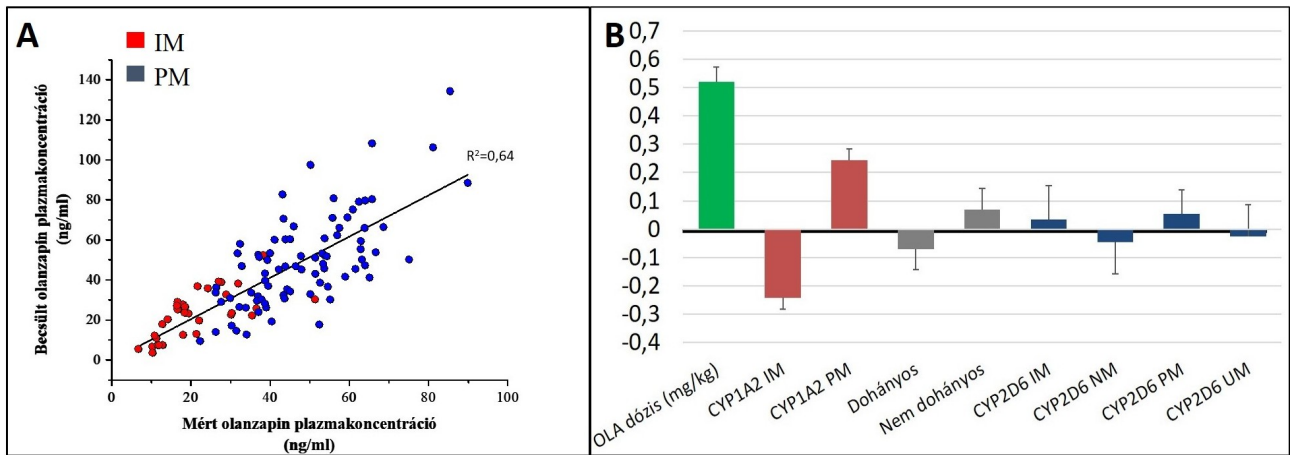 A
IM
PM
Becsült olanzapin plazmakoncentráció
(ng/ml)
140
120
100
80
60
40
20
0
R²=0,64
0 20 40 60 80 100
Mért olanzapin plazmakoncentráció
(ng/ml)
B
0,7
0,6
0,5
0,4
0,3
0,2
0,1
0
-0,1
-0,2
-0,3
-0,4
OLA dózis (mg/kg)
CYP1A2 IM
CYP1A2 PM
Dohányos
Nem dohányos
CYP2D6 IM
CYP2D6 NM
CYP2D6 PM
CYP2D6 UM